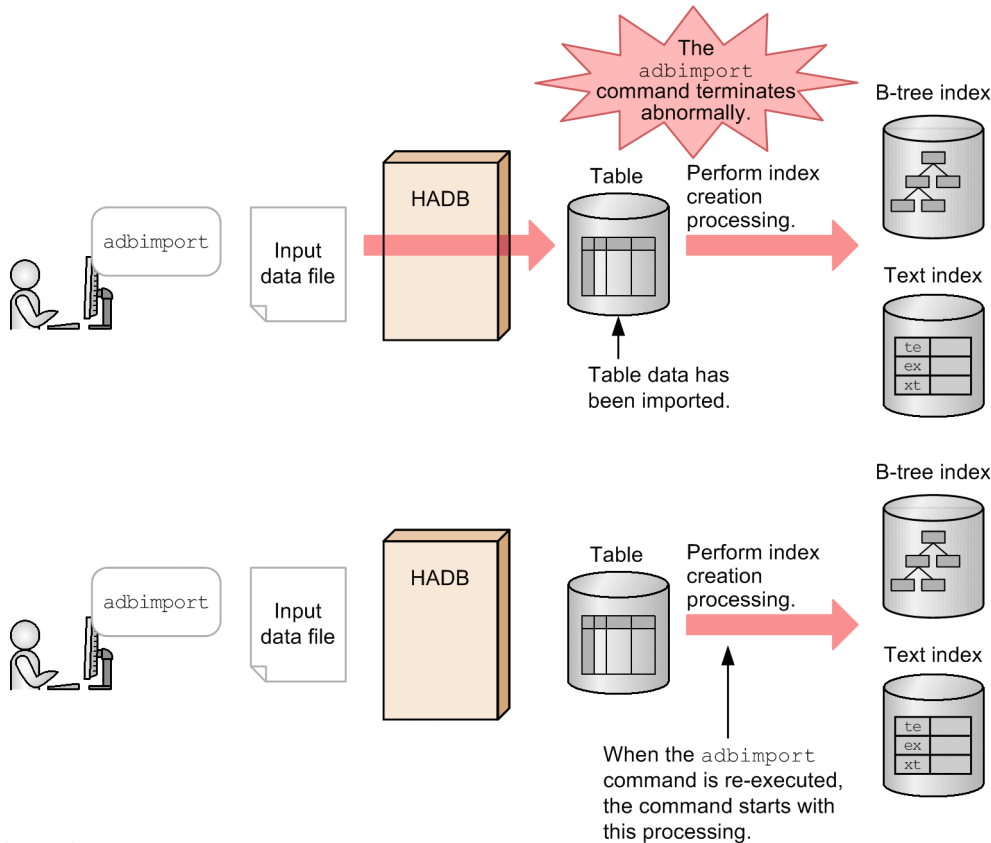 The
adbimport
command terminates
abnormally.
B-tree index
Table
Perform index
creation
processing.
HADB
adbimport
Input
data file
Text index
te
ex
xt
Table data has
been imported.
B-tree index
Table
Perform index
creation
processing.
HADB
adbimport
Input
data file
Text index
te
ex
xt
When the adbimport
command is re-executed,
the command starts with
this processing.